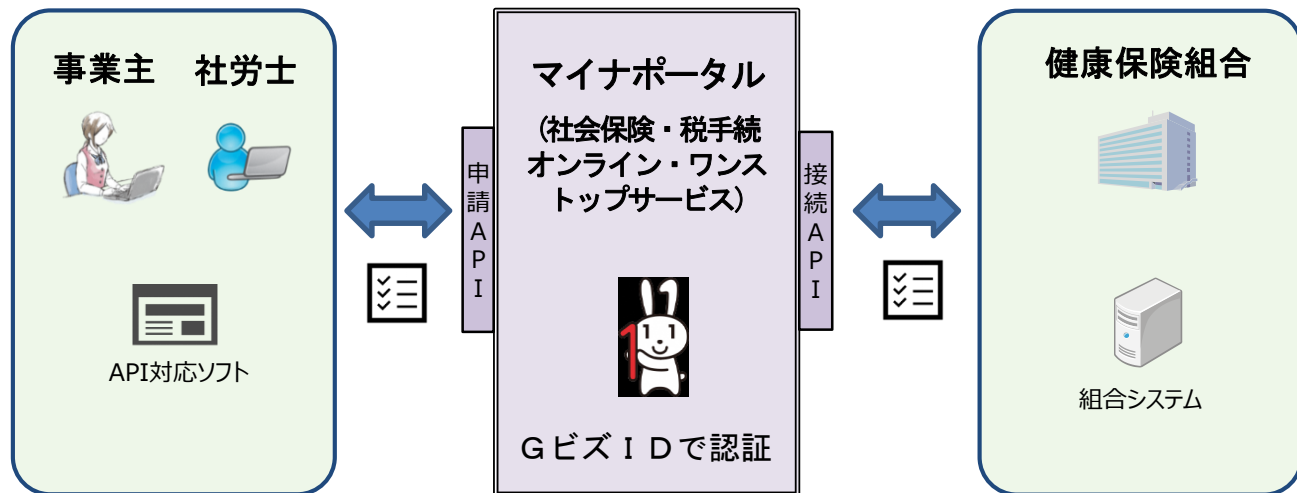 事業主 社労士
API対応ソフト
申請API
マイナポータル
(社会保険・税手続
オンライン・ワンス
トップサービス)
GビズIDで認証
接続API
健康保険組合
組合システム